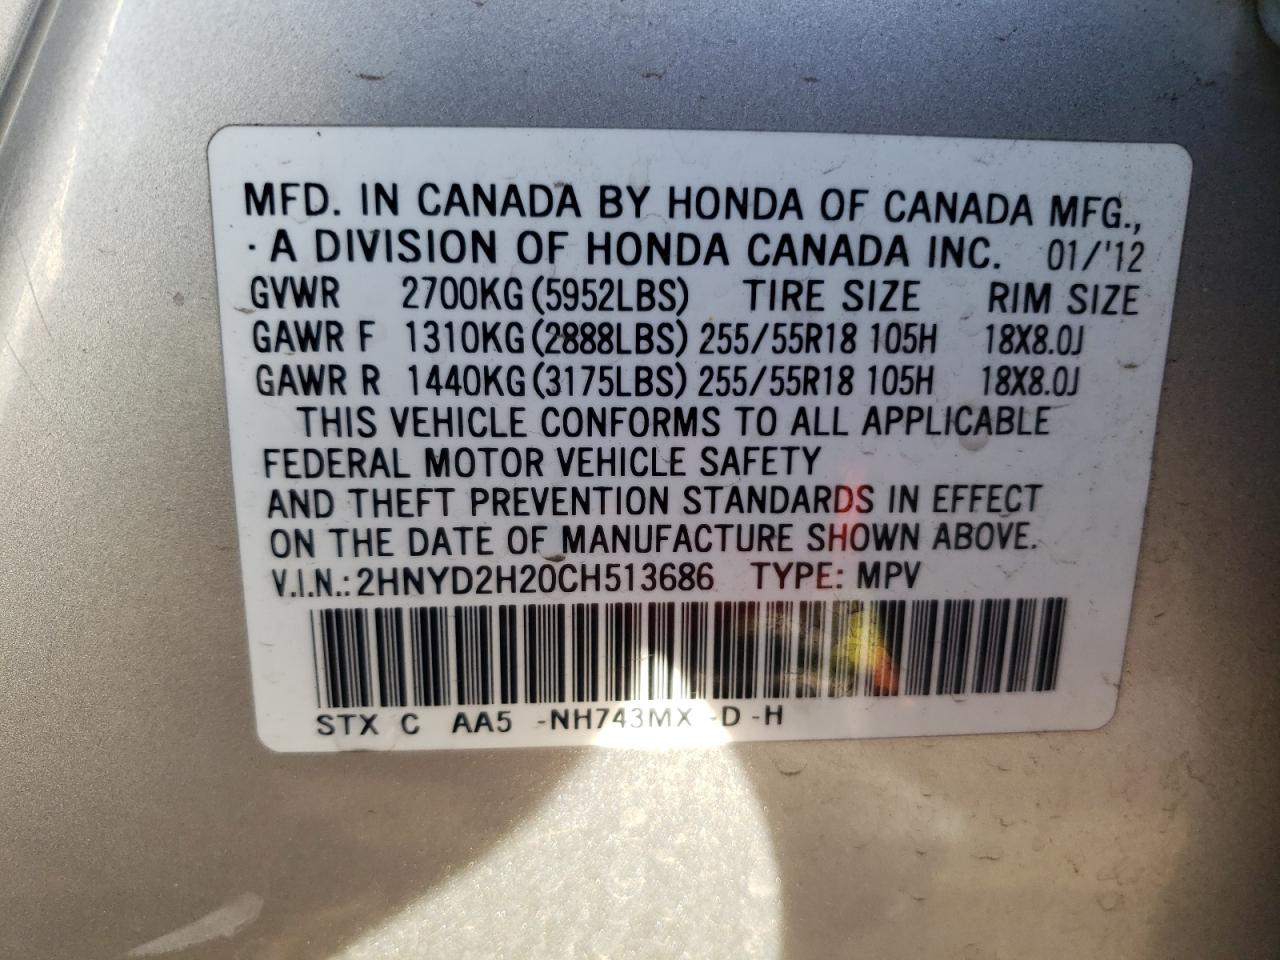 MFD. IN CANADA BY HONDA OF CANADA MFG.,
· A DIVISION OF HONDA CANADA INC. 01/'12
GVWR 2700KG (5952LBS) TIRE SIZE RIM SIZE
GAWR F 1310KG (2888LBS) 255/55R18 105H 18X8.0J
GAWR R 1440KG (3175LBS) 255/55R18 105H 18X8.0J
THIS VEHICLE CONFORMS TO ALL APPLICABLE
FEDERAL MOTOR VEHICLE SAFETY
AND THEFT PREVENTION STANDARDS IN EFFECT
ON THE DATE OF MANUFACTURE SHOWN ABOVE.
V.I.N.: 2HNYD2H20CH513686 TYPE: MPV
STX C AA5 -NH743MX -D -H